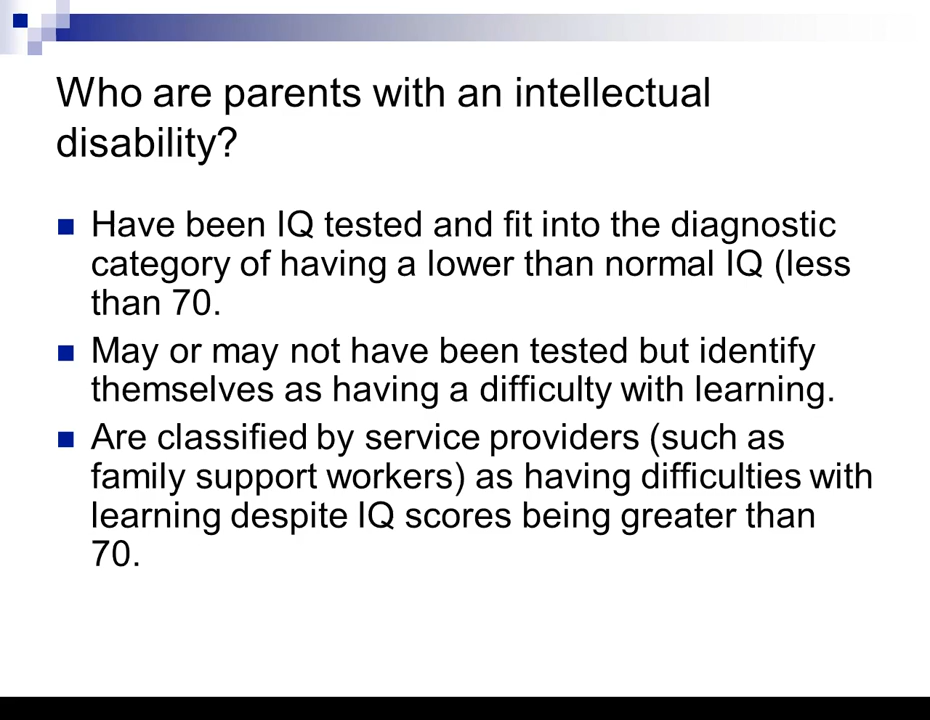 Who are parents with an intellectual
disability?
Have been IQ tested and fit into the diagnostic
category of having a lower than normal IQ (less
than 70.
May or may not have been tested but identify
themselves as having a difficulty with learning.
Are classified by service providers (such as
family support workers) as having difficulties with
learning despite IQ scores being greater than
70.